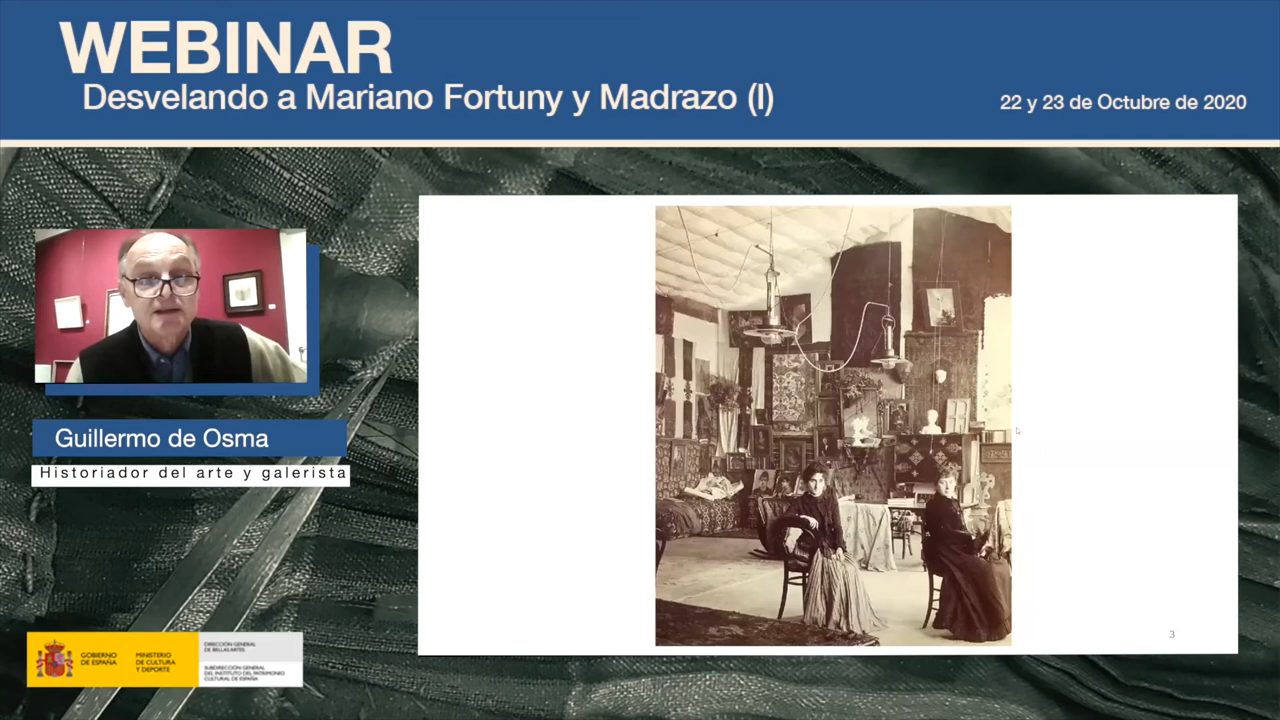 WEBINAR
Desvelando a Mariano Fortuny y Madrazo (I)
22 y 23 de Octubre de 2020
Guillermo de Osma
Historiador del arte y galerista
GOBIERNO
DE ESPAÑA
MINISTERIO
DE CULTURA
Y DEPORTE
DIRECCIÓN GENERAL
DE BELLAS ARTES
SUBDIRECCIÓN GENERAL
DEL INSTITUTO DEL PATRIMONIO
CULTURAL DE ESPAÑA
3